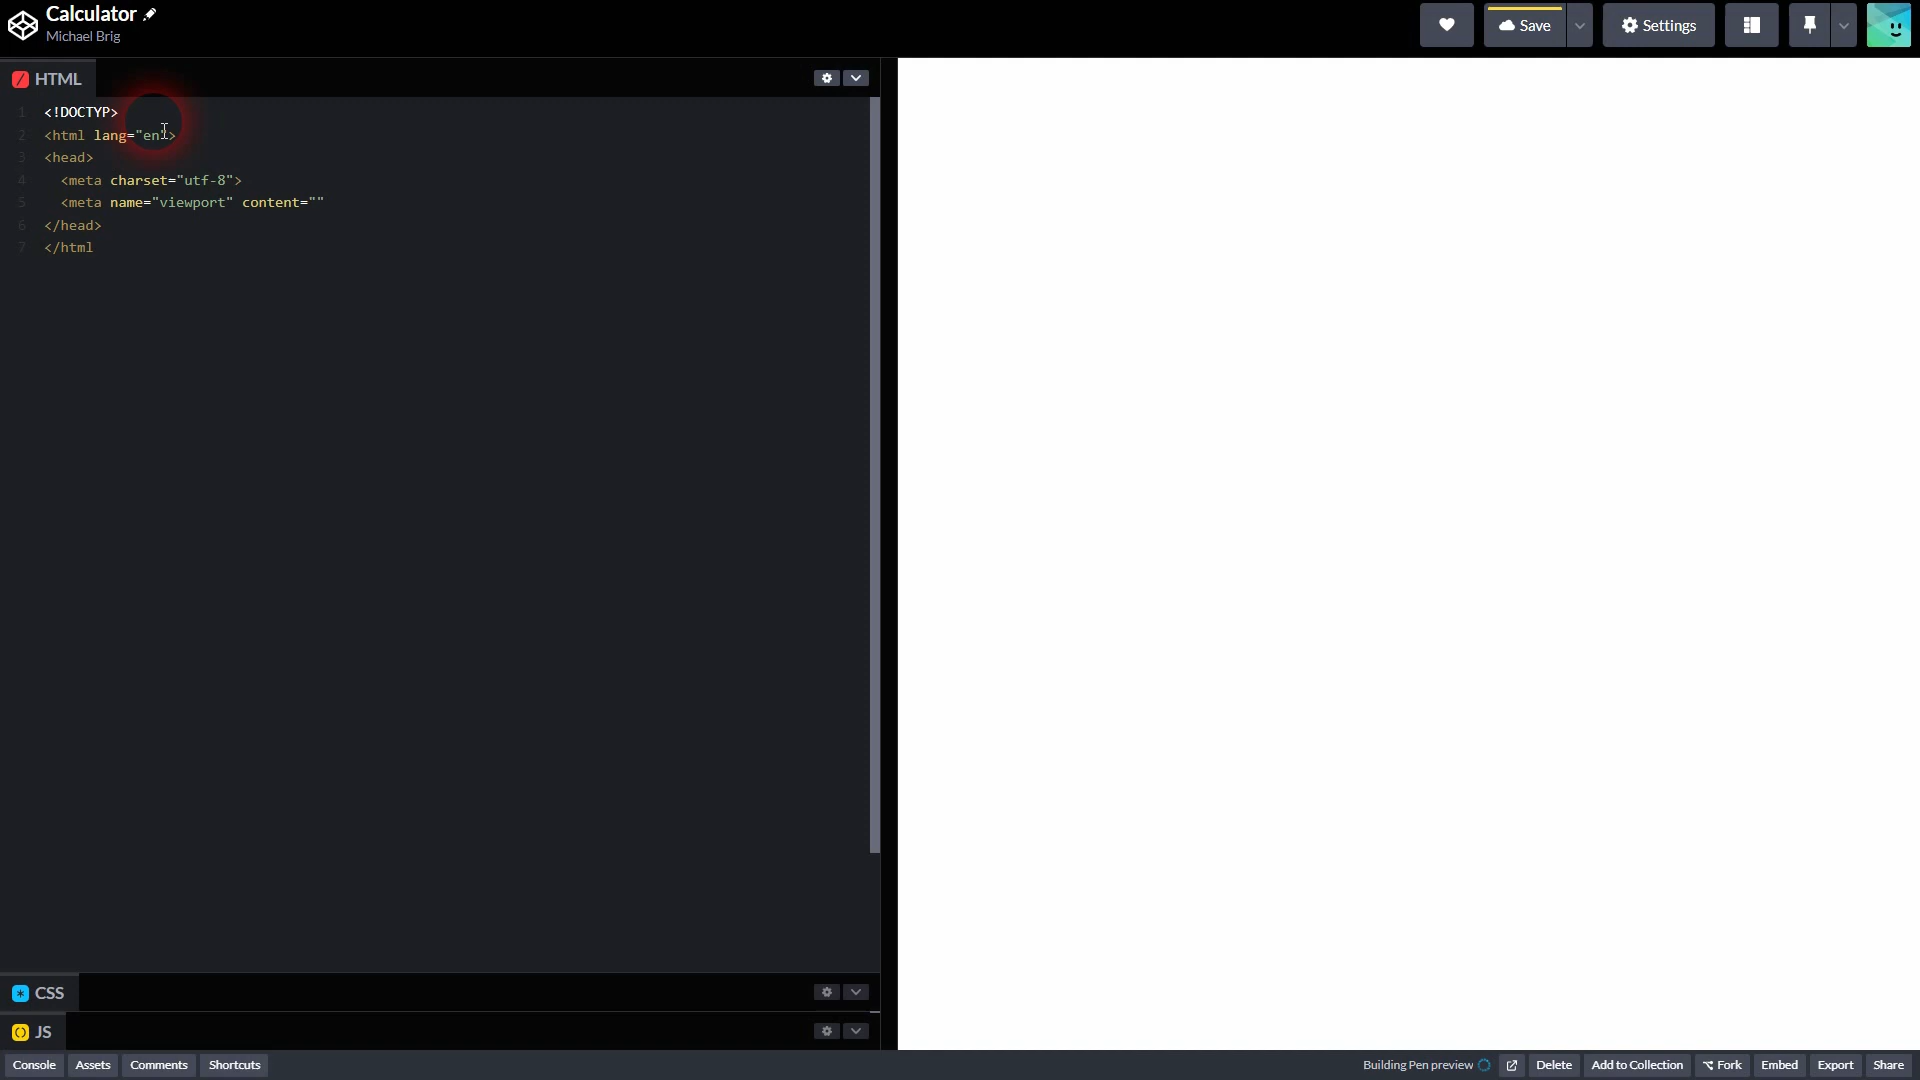 Calculator
Michael Brig
Save
Settings
HTML
1 <!DOCTYP>
2 <html lang="en">
3 <head>
4 <meta charset="utf-8">
5 <meta name="viewport" content=""
6 </head>
7 </html
CSS
JS
Console Assets Comments Shortcuts Building Pen preview Delete Add to Collection Fork Embed Export Share